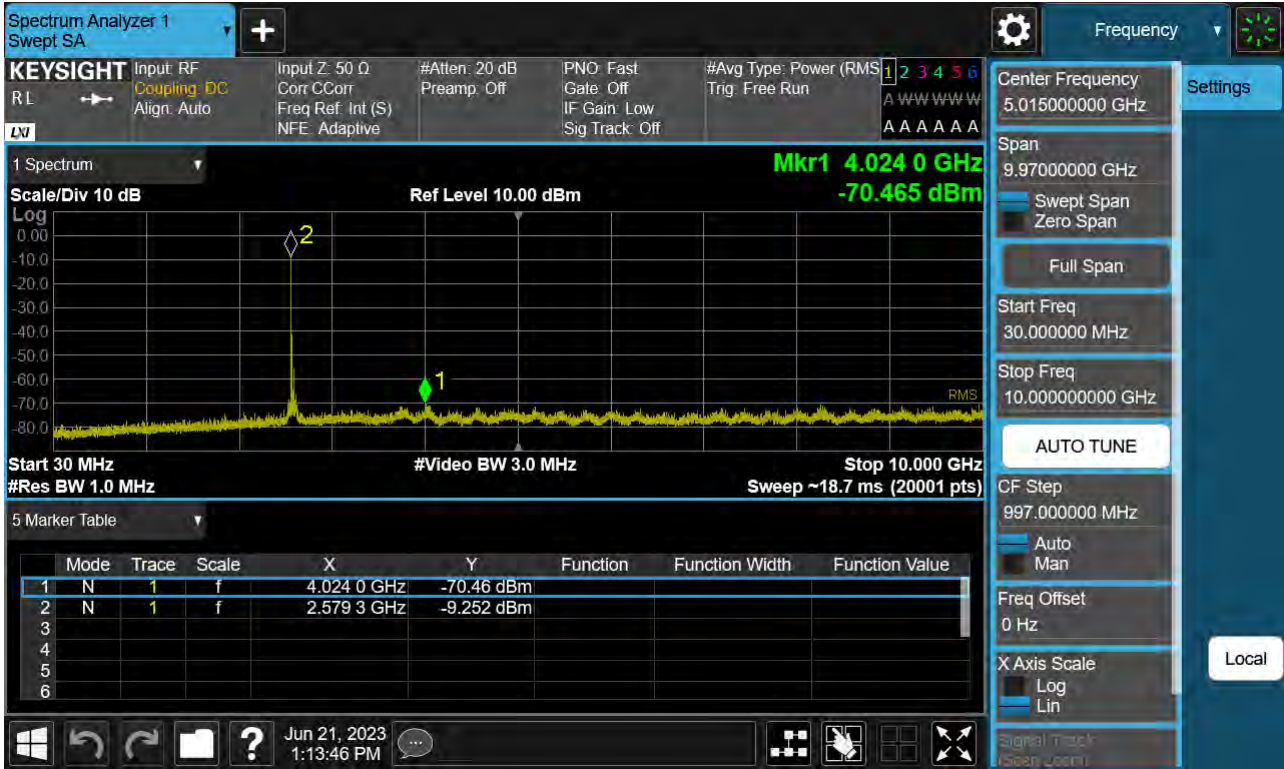 Spectrum Analyzer 1
Swept SA
+
Frequency
KEYSIGHT
RL
LXI
Input: RF
Coupling: DC
Align: Auto
Input Z: 50 Ω
Corr CCorr
Freq Ref: Int (S)
NFE: Adaptive
#Atten: 20 dB
Preamp: Off
PNO: Fast
Gate: Off
IF Gain: Low
Sig Track: Off
#Avg Type: Power (RMS
Trig: Free Run
1 2 3 4 5 6
A W W W W W
A A A A A A
1 Spectrum
Mkr1 4.024 0 GHz
-70.465 dBm
Scale/Div 10 dB
Ref Level 10.00 dBm
Log
0.00
-10.0
-20.0
-30.0
-40.0
-50.0
-60.0
-70.0
-80.0
2
1
RMS
Start 30 MHz
#Video BW 3.0 MHz
Stop 10.000 GHz
#Res BW 1.0 MHz
Sweep ~18.7 ms (20001 pts)
5 Marker Table
Mode Trace Scale X Y Function Function Width Function Value
1 N 1 f 4.024 0 GHz -70.46 dBm
2 N 1 f 2.579 3 GHz -9.252 dBm
3
4
5
6
?
Jun 21, 2023
1:13:46 PM
Center Frequency
5.015000000 GHz
Span
9.97000000 GHz
Swept Span
Zero Span
Full Span
Start Freq
30.000000 MHz
Stop Freq
10.000000000 GHz
AUTO TUNE
CF Step
997.000000 MHz
Auto
Man
Freq Offset
0 Hz
X Axis Scale
Log
Lin
Signal Track
(Span Zoom)
Settings
Local